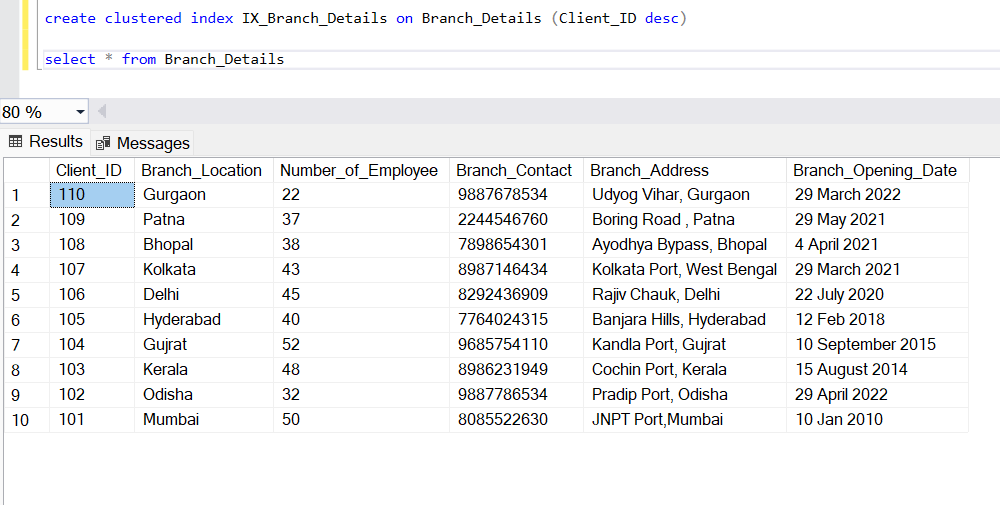 create clustered index IX_Branch_Details on Branch_Details (Client_ID desc)
select * from Branch_Details
80 %
Results Messages
Client_ID Branch_Location Number_of_Employee Branch_Contact Branch_Address Branch_Opening_Date
1 110 Gurgaon 22 9887678534 Udyog Vihar, Gurgaon 29 March 2022
2 109 Patna 37 2244546760 Boring Road , Patna 29 May 2021
3 108 Bhopal 38 7898654301 Ayodhya Bypass, Bhopal 4 April 2021
4 107 Kolkata 43 8987146434 Kolkata Port, West Bengal 29 March 2021
5 106 Delhi 45 8292436909 Rajiv Chauk, Delhi 22 July 2020
6 105 Hyderabad 40 7764024315 Banjara Hills, Hyderabad 12 Feb 2018
7 104 Gujrat 52 9685754110 Kandla Port, Gujrat 10 September 2015
8 103 Kerala 48 8986231949 Cochin Port, Kerala 15 August 2014
9 102 Odisha 32 9887786534 Pradip Port, Odisha 29 April 2022
10 101 Mumbai 50 8085522630 JNPT Port,Mumbai 10 Jan 2010